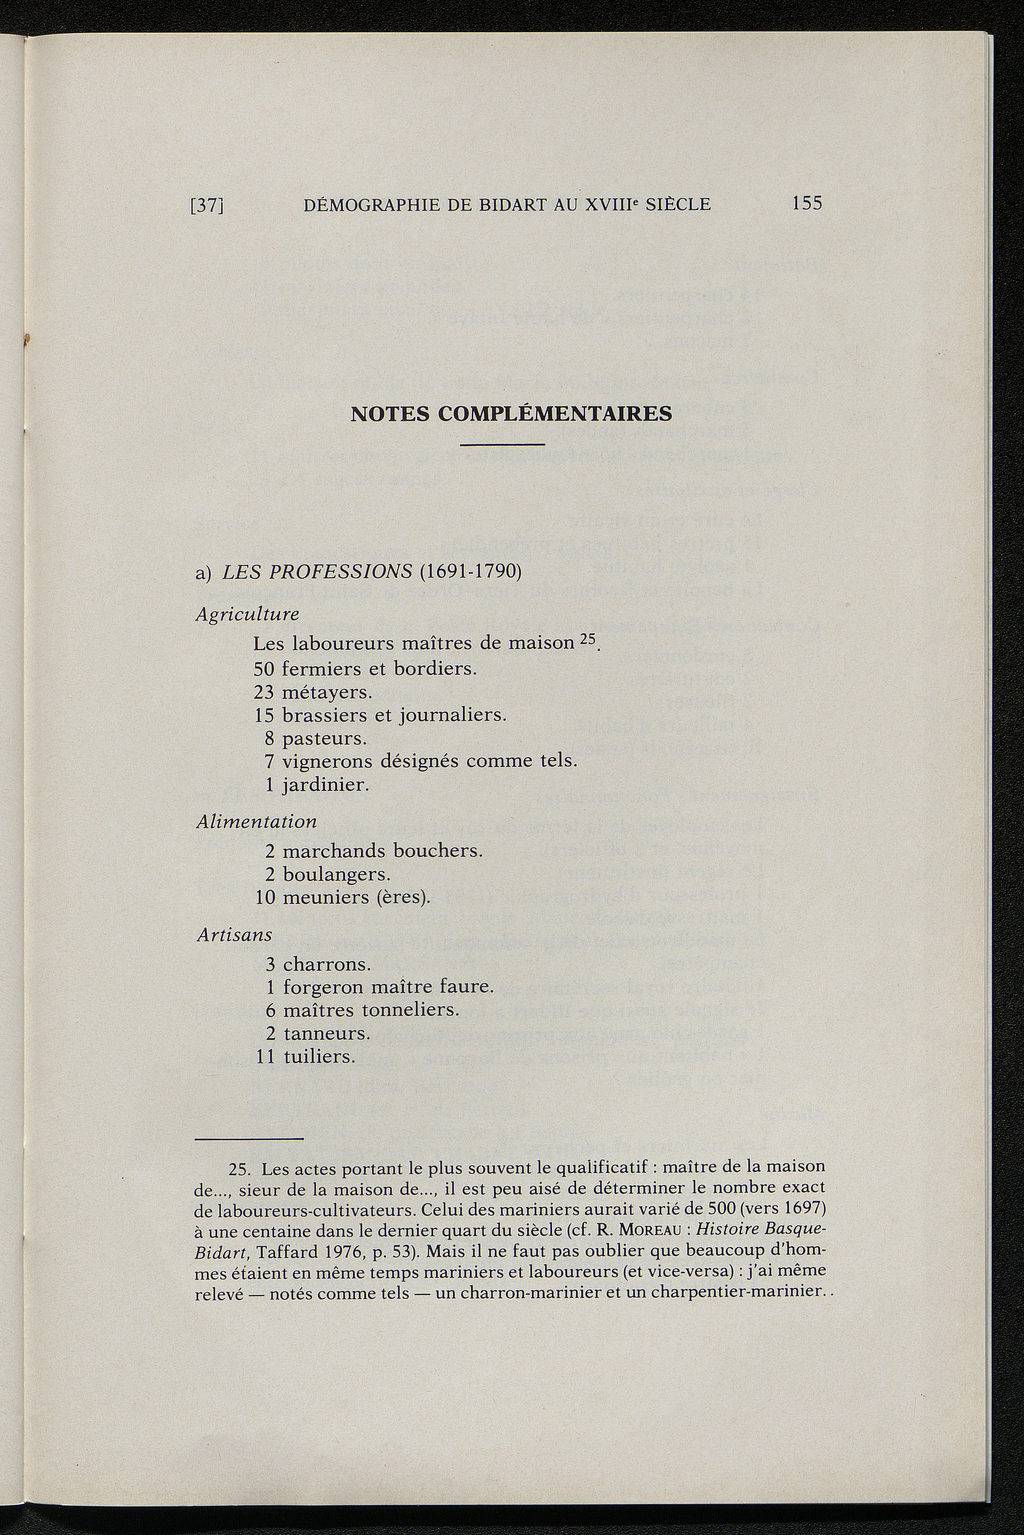 [37] DÉMOGRAPHIE DE BIDART AU XVIIIe SIÈCLE 155
NOTES COMPLÉMENTAIRES
a) LES PROFESSIONS (1691-1790)
Agriculture
Les laboureurs maîtres de maison 25.
50 fermiers et bordiers.
23 métayers.
15 brassiers et journaliers.
8 pasteurs.
7 vignerons désignés comme tels.
1 jardinier.
Alimentation
2 marchands bouchers.
2 boulangers.
10 meuniers (ères).
Artisans
3 charrons.
1 forgeron maître faure.
6 maîtres tonneliers.
2 tanneurs.
11 tuiliers.
25. Les actes portant le plus souvent le qualificatif : maître de la maison
de..., sieur de la maison de..., il est peu aisé de déterminer le nombre exact
de laboureurs-cultivateurs. Celui des mariniers aurait varié de 500 (vers 1697)
à une centaine dans le dernier quart du siècle (cf. R. MOREAU : Histoire Basque-
Bidart, Taffard 1976, p. 53). Mais il ne faut pas oublier que beaucoup d'hom-
mes étaient en même temps mariniers et laboureurs (et vice-versa) : j'ai même
relevé — notés comme tels — un charron-marinier et un charpentier-marinier. .